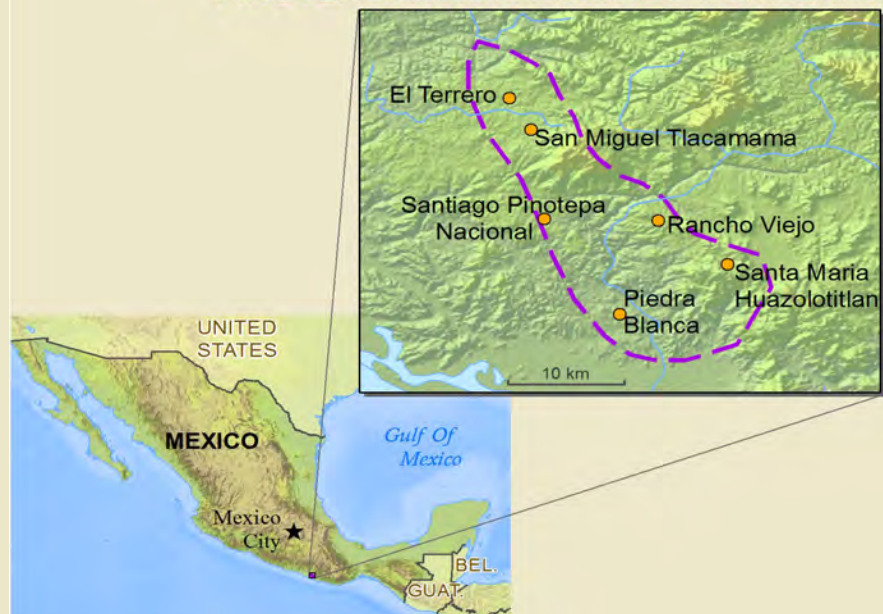 El Terrero
San Miguel Tlacamama
Santiago Pinotepa
Nacional
Rancho Viejo
Santa Maria
Huazolotitlan
Piedra
Blanca
10 km
UNITED
STATES
MEXICO
Gulf Of
Mexico
Mexico
City
BEL.
GUAT.